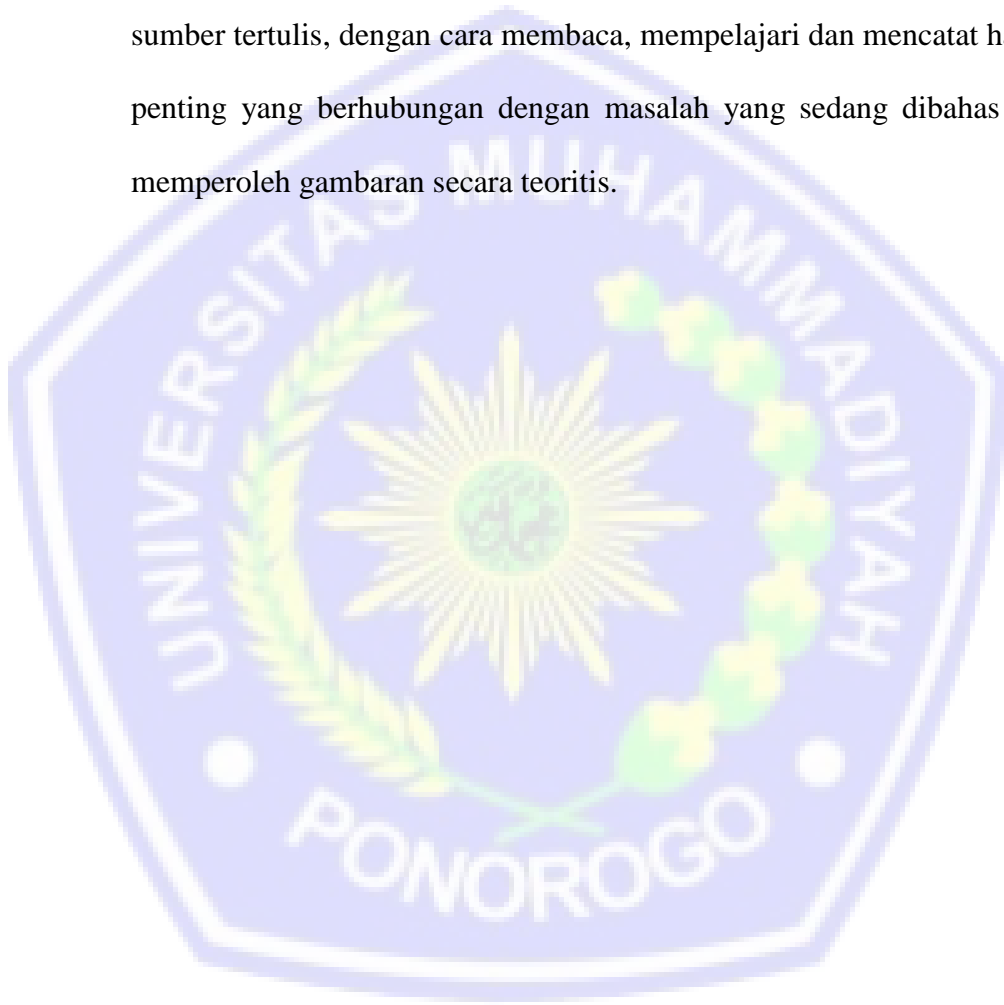 sumber tertulis, dengan cara membaca, mempelajari dan mencatat h
penting yang berhubungan dengan masalah yang sedang dibahas
memperoleh gambaran secara teoritis.
UNIVERSITAS MUHAMMADIYAH
PONOROGO